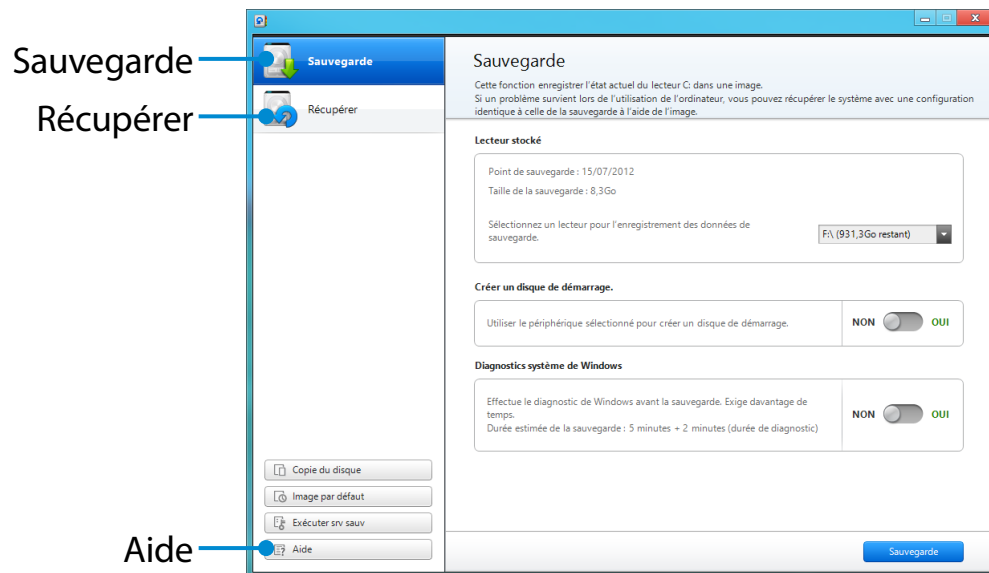 Sauvegarde
Récupérer
Aide
Sauvegarde
Récupérer
Copie du disque
Image par défaut
Exécuter srv sauv
Aide
Sauvegarde
Cette fonction enregistrer l'état actuel du lecteur C: dans une image.
Si un problème survient lors de l'utilisation de l'ordinateur, vous pouvez récupérer le système avec une configuration
identique à celle de la sauvegarde à l'aide de l'image.
Lecteur stocké
Point de sauvegarde : 15/07/2012
Taille de la sauvegarde : 8,3Go
Sélectionnez un lecteur pour l'enregistrement des données de
sauvegarde.
F:\ (931,3Go restant)
Créer un disque de démarrage.
Utiliser le périphérique sélectionné pour créer un disque de démarrage.
NON OUI
Diagnostics système de Windows
Effectue le diagnostic de Windows avant la sauvegarde. Exige davantage de
temps.
Durée estimée de la sauvegarde : 5 minutes + 2 minutes (durée de diagnostic)
NON OUI
Sauvegarde